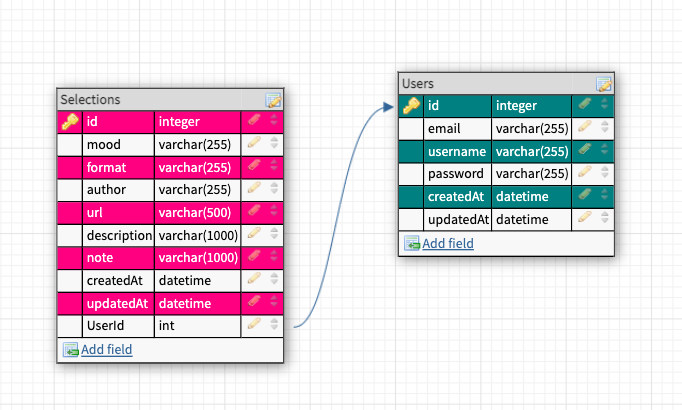 Selections
id integer
mood varchar(255)
format varchar(255)
author varchar(255)
url varchar(500)
description varchar(1000)
note varchar(1000)
createdAt datetime
updatedAt datetime
UserId int
Add field
Users
id integer
email varchar(255)
username varchar(255)
password varchar(255)
createdAt datetime
updatedAt datetime
Add field